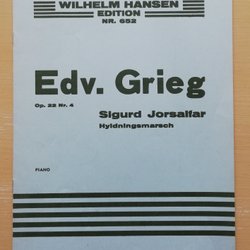 WILHELM HANSEN
EDITION
NR. 652
Edv. Grieg
Op. 22 Nr. 4
Sigurd Jorsalfar
Hyldningsmarsch
PIANO